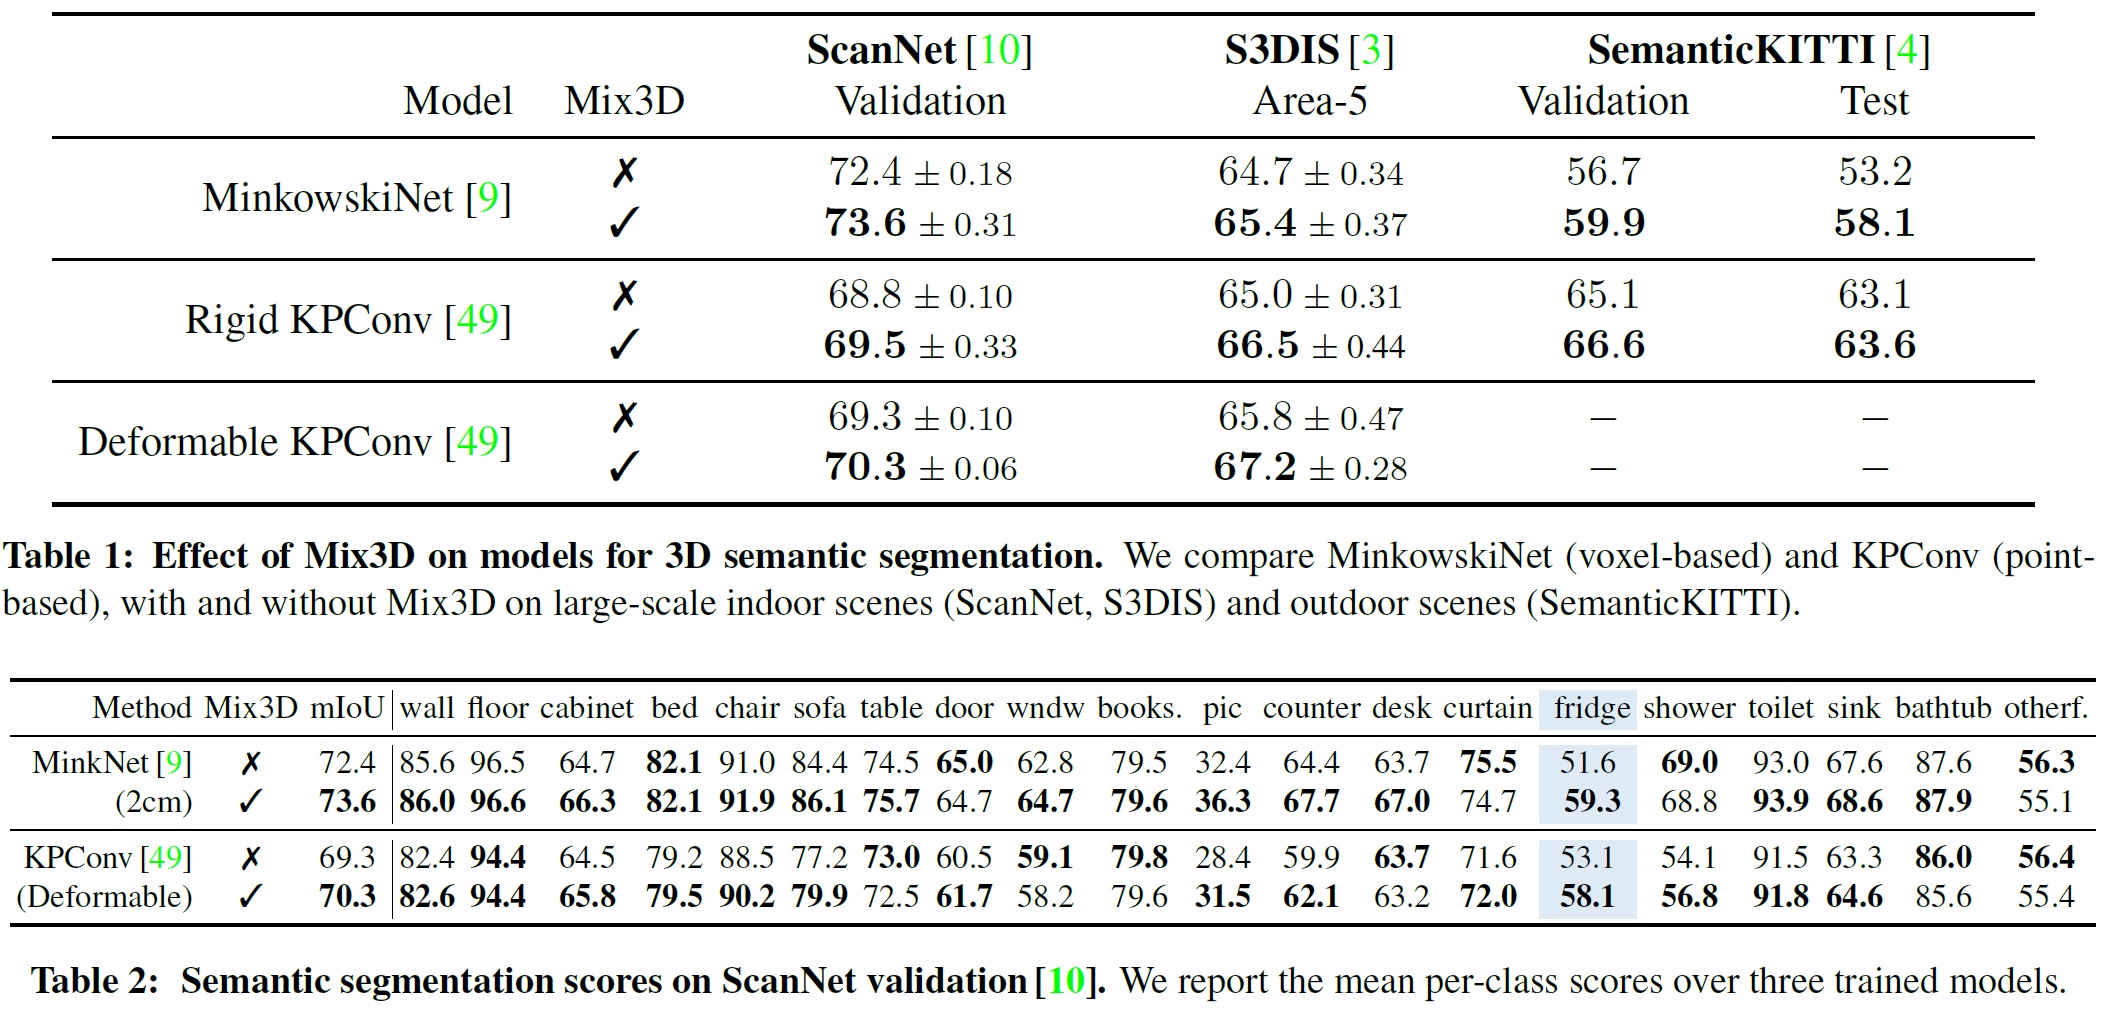 ScanNet [10] S3DIS [3] SemanticKITTI [4]
Model Mix3D Validation Area-5 Validation Test
MinkowskiNet [9]
✗ 72.4 ± 0.18 64.7 ± 0.34 56.7 53.2
✓ 73.6 ± 0.31 65.4 ± 0.37 59.9 58.1
Rigid KPConv [49]
✗ 68.8 ± 0.10 65.0 ± 0.31 65.1 63.1
✓ 69.5 ± 0.33 66.5 ± 0.44 66.6 63.6
Deformable KPConv [49]
✗ 69.3 ± 0.10 65.8 ± 0.47 – –
✓ 70.3 ± 0.06 67.2 ± 0.28 – –
Table 1: Effect of Mix3D on models for 3D semantic segmentation. We compare MinkowskiNet (voxel-based) and KPConv (point-
based), with and without Mix3D on large-scale indoor scenes (ScanNet, S3DIS) and outdoor scenes (SemanticKITTI).
Method Mix3D mIoU wall floor cabinet bed chair sofa table door wndw books. pic counter desk curtain fridge shower toilet sink bathtub otherf.
MinkNet [9] ✗ 72.4 85.6 96.5 64.7 82.1 91.0 84.4 74.5 65.0 62.8 79.5 32.4 64.4 63.7 75.5 51.6 69.0 93.0 67.6 87.6 56.3
(2cm) ✓ 73.6 86.0 96.6 66.3 82.1 91.9 86.1 75.7 64.7 64.7 79.6 36.3 67.7 67.0 74.7 59.3 68.8 93.9 68.6 87.9 55.1
KPConv [49] ✗ 69.3 82.4 94.4 64.5 79.2 88.5 77.2 73.0 60.5 59.1 79.8 28.4 59.9 63.7 71.6 53.1 54.1 91.5 63.3 86.0 56.4
(Deformable) ✓ 70.3 82.6 94.4 65.8 79.5 90.2 79.9 72.5 61.7 58.2 79.6 31.5 62.1 63.2 72.0 58.1 56.8 91.8 64.6 85.6 55.4
Table 2: Semantic segmentation scores on ScanNet validation [10]. We report the mean per-class scores over three trained models.